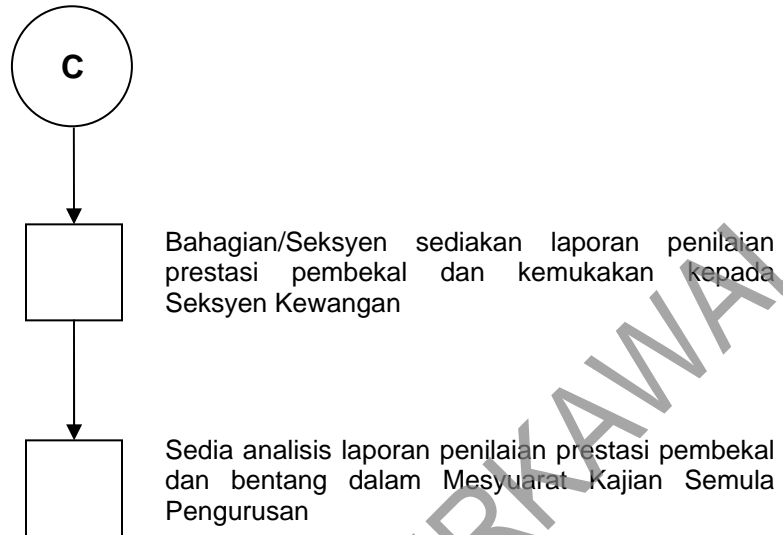 C
Bahagian/Seksyen sediakan laporan penilaian
prestasi pembekal dan kemukakan kepada
Seksyen Kewangan
Sedia analisis laporan penilaian prestasi pembekal
dan bentang dalam Mesyuarat Kajian Semula
Pengurusan